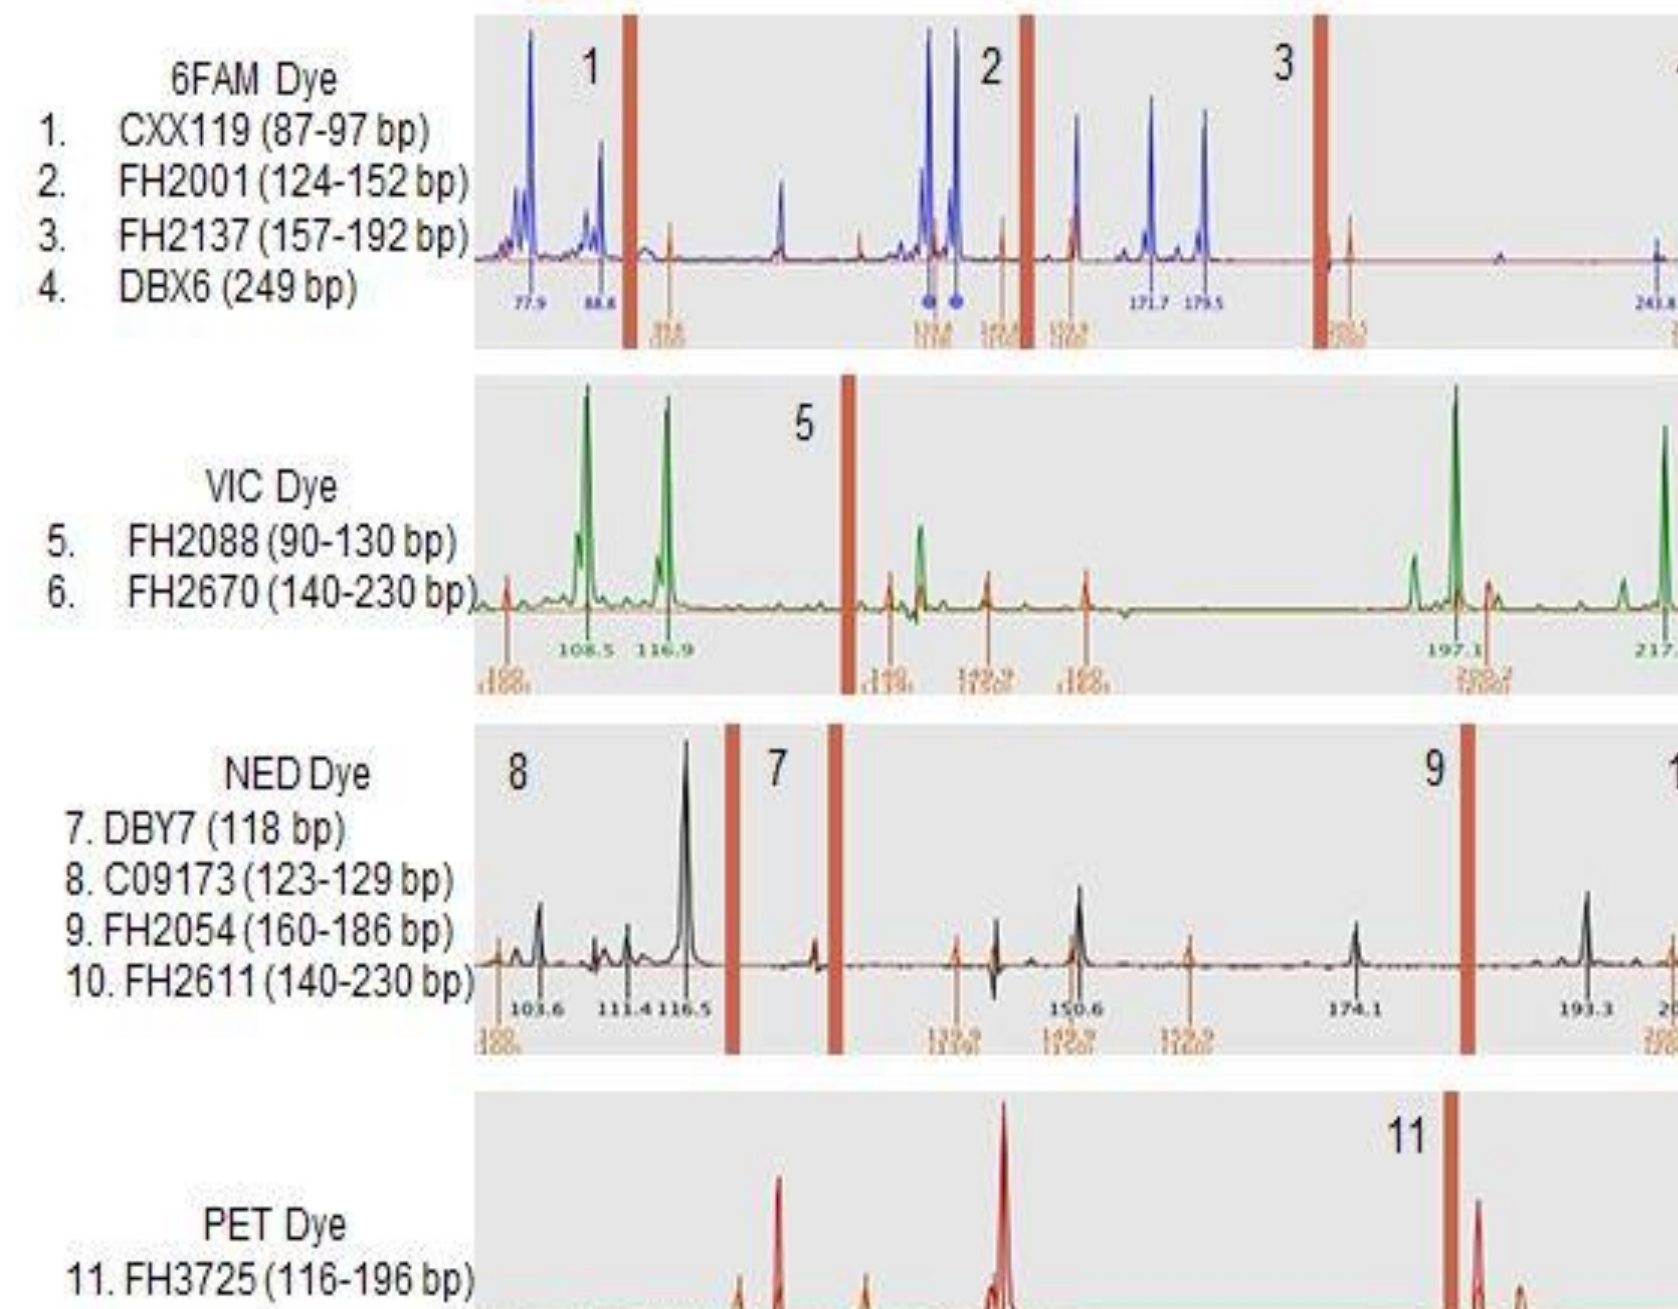 6FAM Dye
1. CXX119 (87-97 bp)
2. FH2001 (124-152 bp)
3. FH2137 (157-192 bp)
4. DBX6 (249 bp)
1
2
3
77.9 88.8
171.7 179.5
VIC Dye
5. FH2088 (90-130 bp)
6. FH2670 (140-230 bp)
5
108.5 116.9 197.1 217.
NED Dye
7. DBY7 (118 bp)
8. C09173 (123-129 bp)
9. FH2054 (160-186 bp)
10. FH2611 (140-230 bp)
8
7
9
1
103.6 111.4 116.5 150.6 174.1 193.3 20
PET Dye
11. FH3725 (116-196 bp)
11